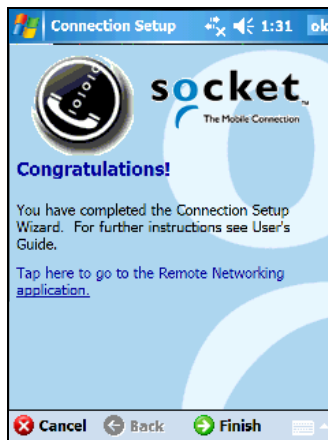 Connection Setup 1:31 ok
socket
The Mobile Connection
Congratulations!
You have completed the Connection Setup
Wizard. For further instructions see User's
Guide.
Tap here to go to the Remote Networking
application.
Cancel Back Finish